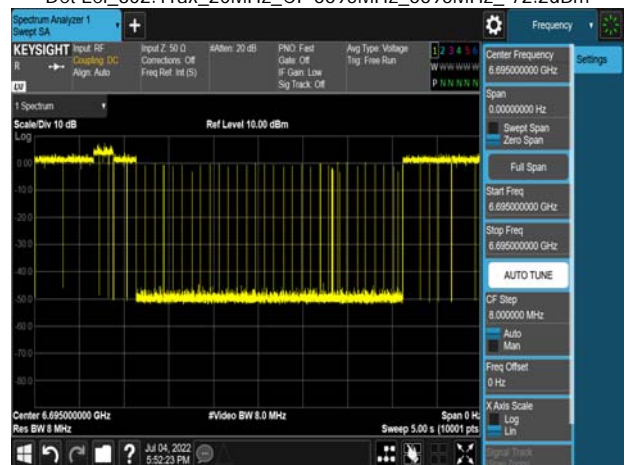 Spectrum Analyzer 1
Swept SA
Frequency
KEYSIGHT
Input: RF
Input Z: 50 Ω
#Atten: 20 dB
PNO: Fast
Avg Type: Voltage
1 2 3 4 5 6
R
Coupling: DC
Corrections: Off
Gate: Off
Trig: Free Run
W W W W W W
Align: Auto
Freq Ref: Int (S)
IF Gain: Low
Sig Track: Off
P N N N N N
LW
1 Spectrum
Scale/Div 10 dB
Ref Level 10.00 dBm
Log
0.00
-10.0
-20.0
-30.0
-40.0
-50.0
-60.0
-70.0
-80.0
Center 6.695000000 GHz
#Video BW 8.0 MHz
Span 0 Hz
Res BW 8 MHz
Sweep 5.00 s (10001 pts
Jul 04, 2022
5:52:23 PM
Center Frequency
6.695000000 GHz
Settings
Span
0.00000000 Hz
Swept Span
Zero Span
Full Span
Start Freq
6.695000000 GHz
Stop Freq
6.695000000 GHz
AUTO TUNE
CF Step
8.000000 MHz
Auto
Man
Freq Offset
0 Hz
X Axis Scale
Log
Lin
Signal Track